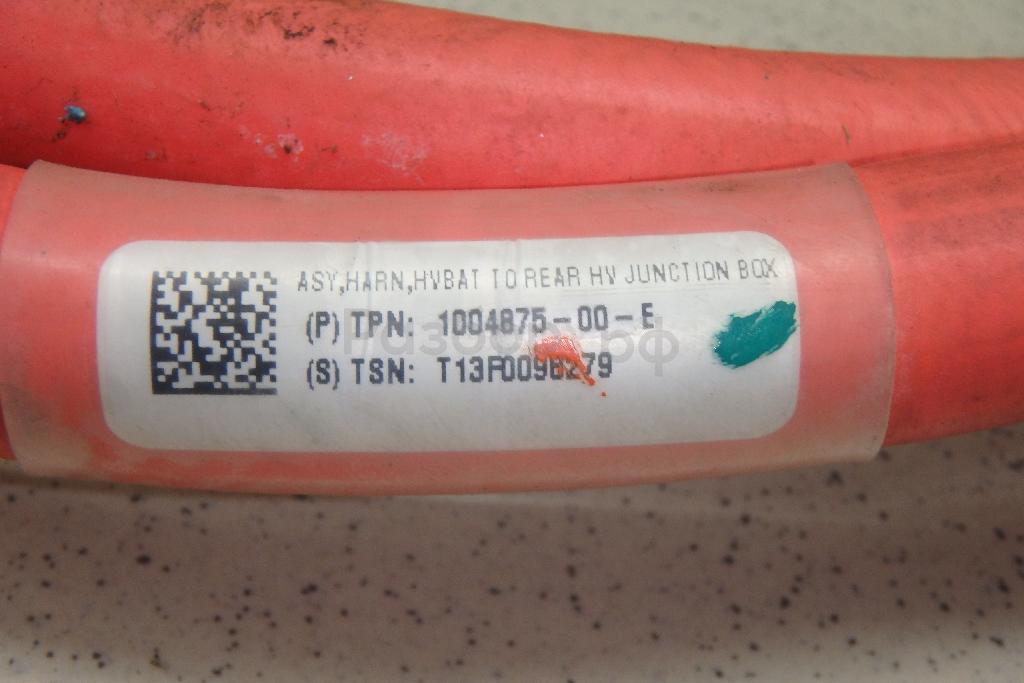 ASY,HARN,HVBAT TO REAR HV JUNCTION BOX
(P) TPN: 1004875-00-E
(S) TSN: